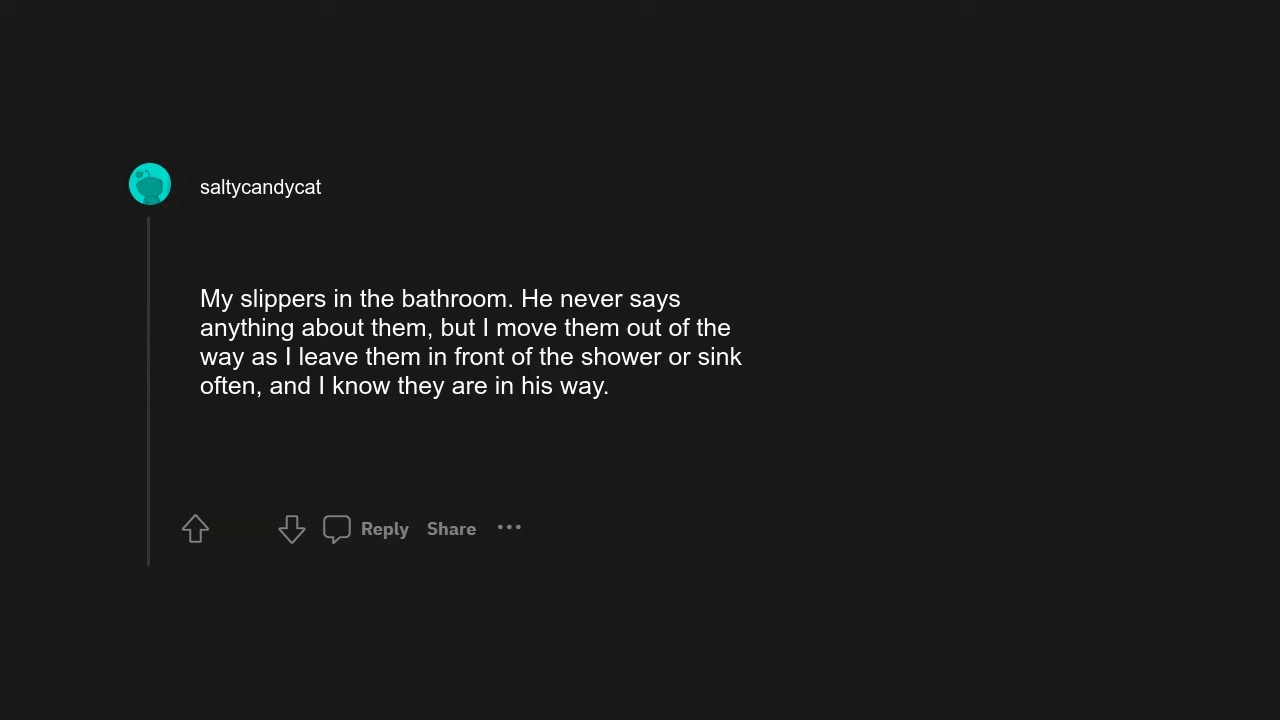 saltycandycat
My slippers in the bathroom. He never says
anything about them, but I move them out of the
way as I leave them in front of the shower or sink
often, and I know they are in his way.
Reply Share